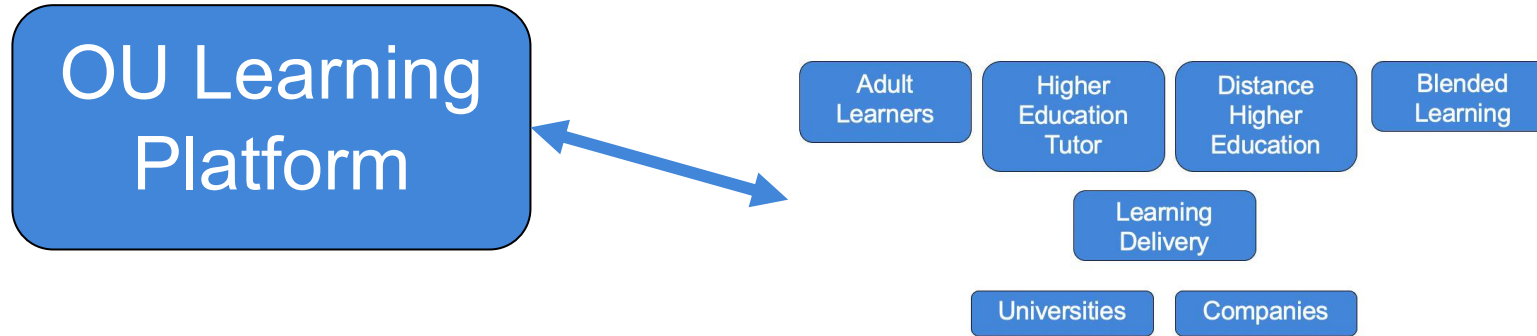 OU Learning
Platform
Adult
Learners
Higher
Education
Tutor
Distance
Higher
Education
Blended
Learning
Learning
Delivery
Universities
Companies